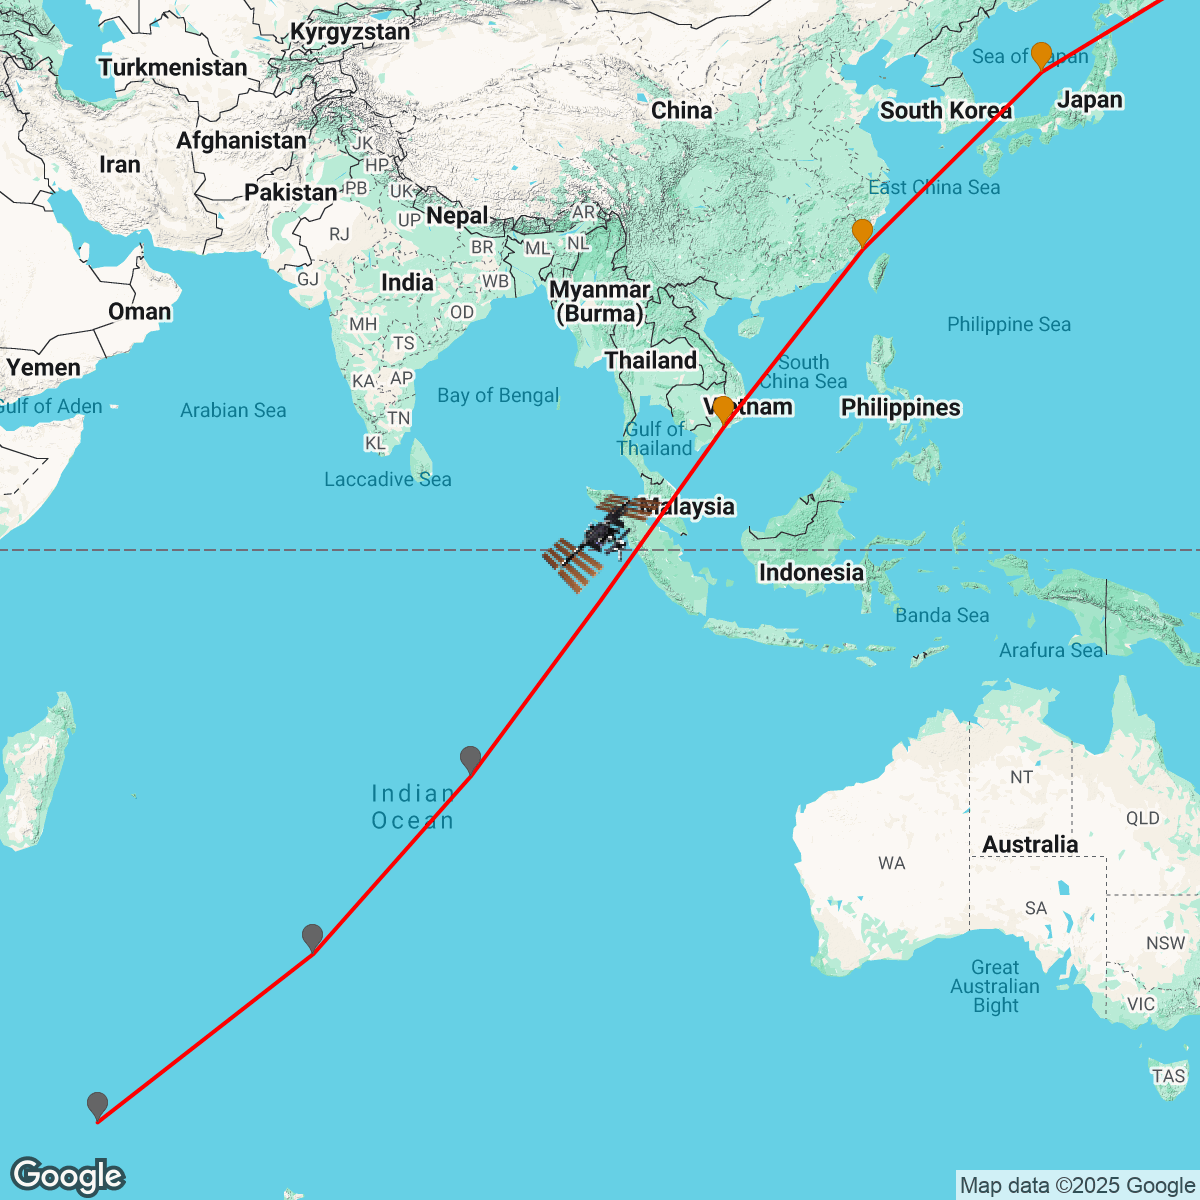 Kyrgyzstan
Sea of Japan
Turkmenistan
China
South Korea
Japan
Afghanistan
JK
Iran
HP
Pakistan
PB
UK
East China Sea
Nepal
AR
UP
RJ
BR
ML
NL
GJ
India
WB
Myanmar
(Burma)
Oman
OD
MH
Philippine Sea
TS
Yemen
Thailand
South
China Sea
KA
AP
Gulf of Aden
Arabian Sea
Bay of Bengal
Vietnam
Philippines
TN
KL
Gulf of
Thailand
Laccadive Sea
Malaysia
Indonesia
Banda Sea
Arafura Sea
NT
Indian
Ocean
QLD
Australia
WA
SA
NSW
Great
Australian
Bight
VIC
TAS
Google
Map data ©2025 Google